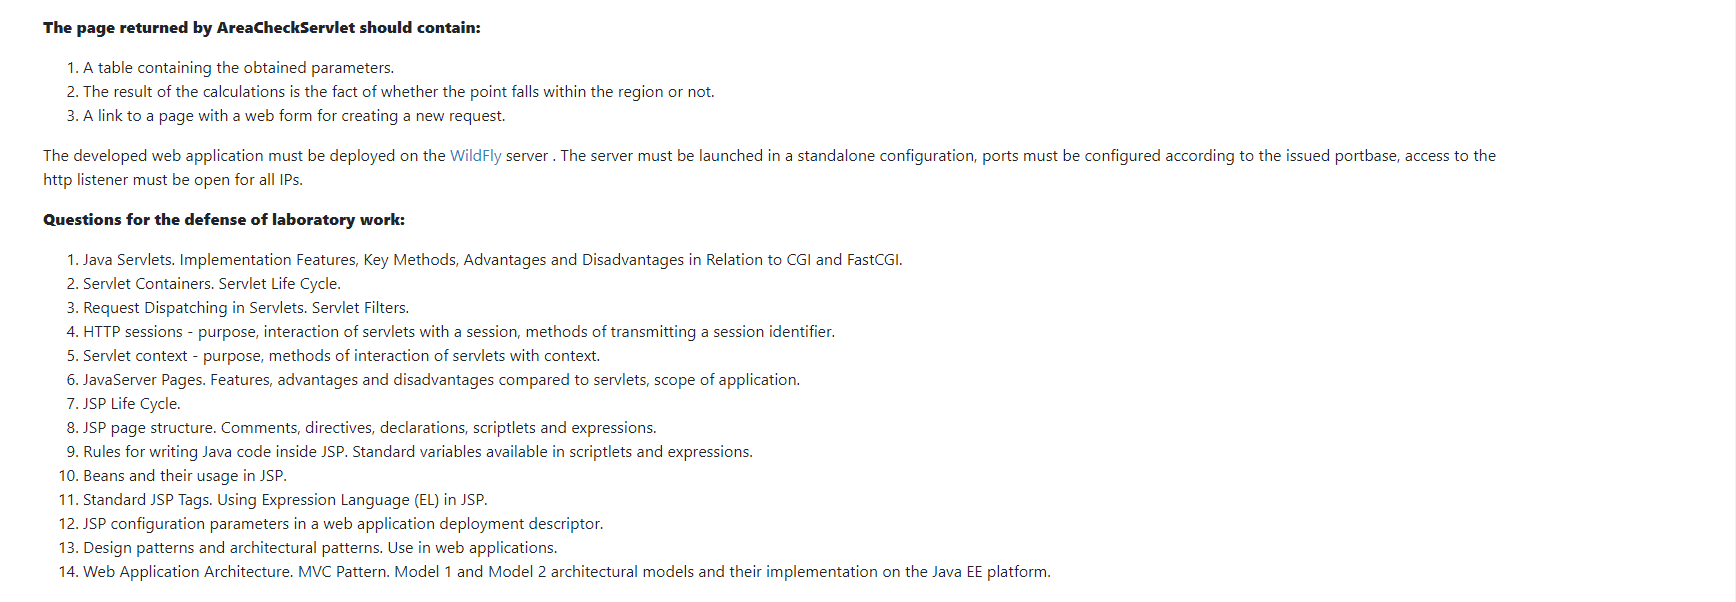 The page returned by AreaCheckServlet should contain:
1. A table containing the obtained parameters.
2. The result of the calculations is the fact of whether the point falls within the region or not.
3. A link to a page with a web form for creating a new request.
The developed web application must be deployed on the WildFly server . The server must be launched in a standalone configuration, ports must be configured according to the issued portbase, access to the
http listener must be open for all IPs.
Questions for the defense of laboratory work:
1. Java Servlets. Implementation Features, Key Methods, Advantages and Disadvantages in Relation to CGI and FastCGI.
2. Servlet Containers. Servlet Life Cycle.
3. Request Dispatching in Servlets. Servlet Filters.
4. HTTP sessions - purpose, interaction of servlets with a session, methods of transmitting a session identifier.
5. Servlet context - purpose, methods of interaction of servlets with context.
6. JavaServer Pages. Features, advantages and disadvantages compared to servlets, scope of application.
7. JSP Life Cycle.
8. JSP page structure. Comments, directives, declarations, scriptlets and expressions.
9. Rules for writing Java code inside JSP. Standard variables available in scriptlets and expressions.
10. Beans and their usage in JSP.
11. Standard JSP Tags. Using Expression Language (EL) in JSP.
12. JSP configuration parameters in a web application deployment descriptor.
13. Design patterns and architectural patterns. Use in web applications.
14. Web Application Architecture. MVC Pattern. Model 1 and Model 2 architectural models and their implementation on the Java EE platform.